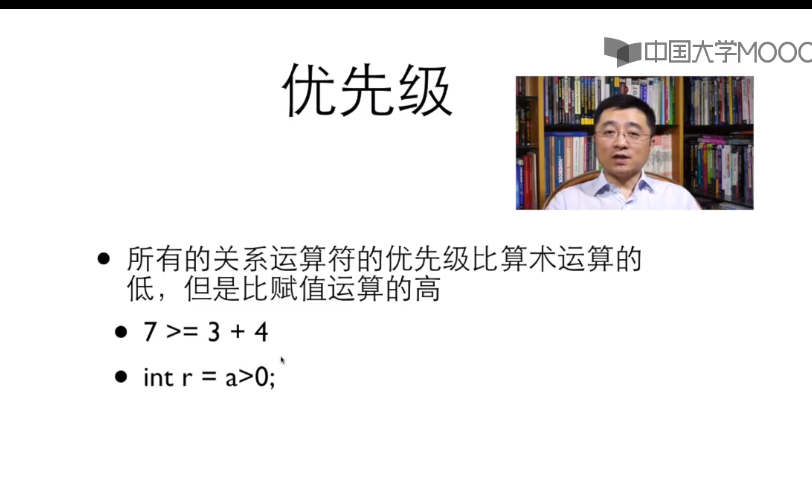 中国大学MOOC
优先级
所有的关系运算符的优先级比算术运算的
低，但是比赋值运算的高
7 >= 3 + 4
int r = a>0;